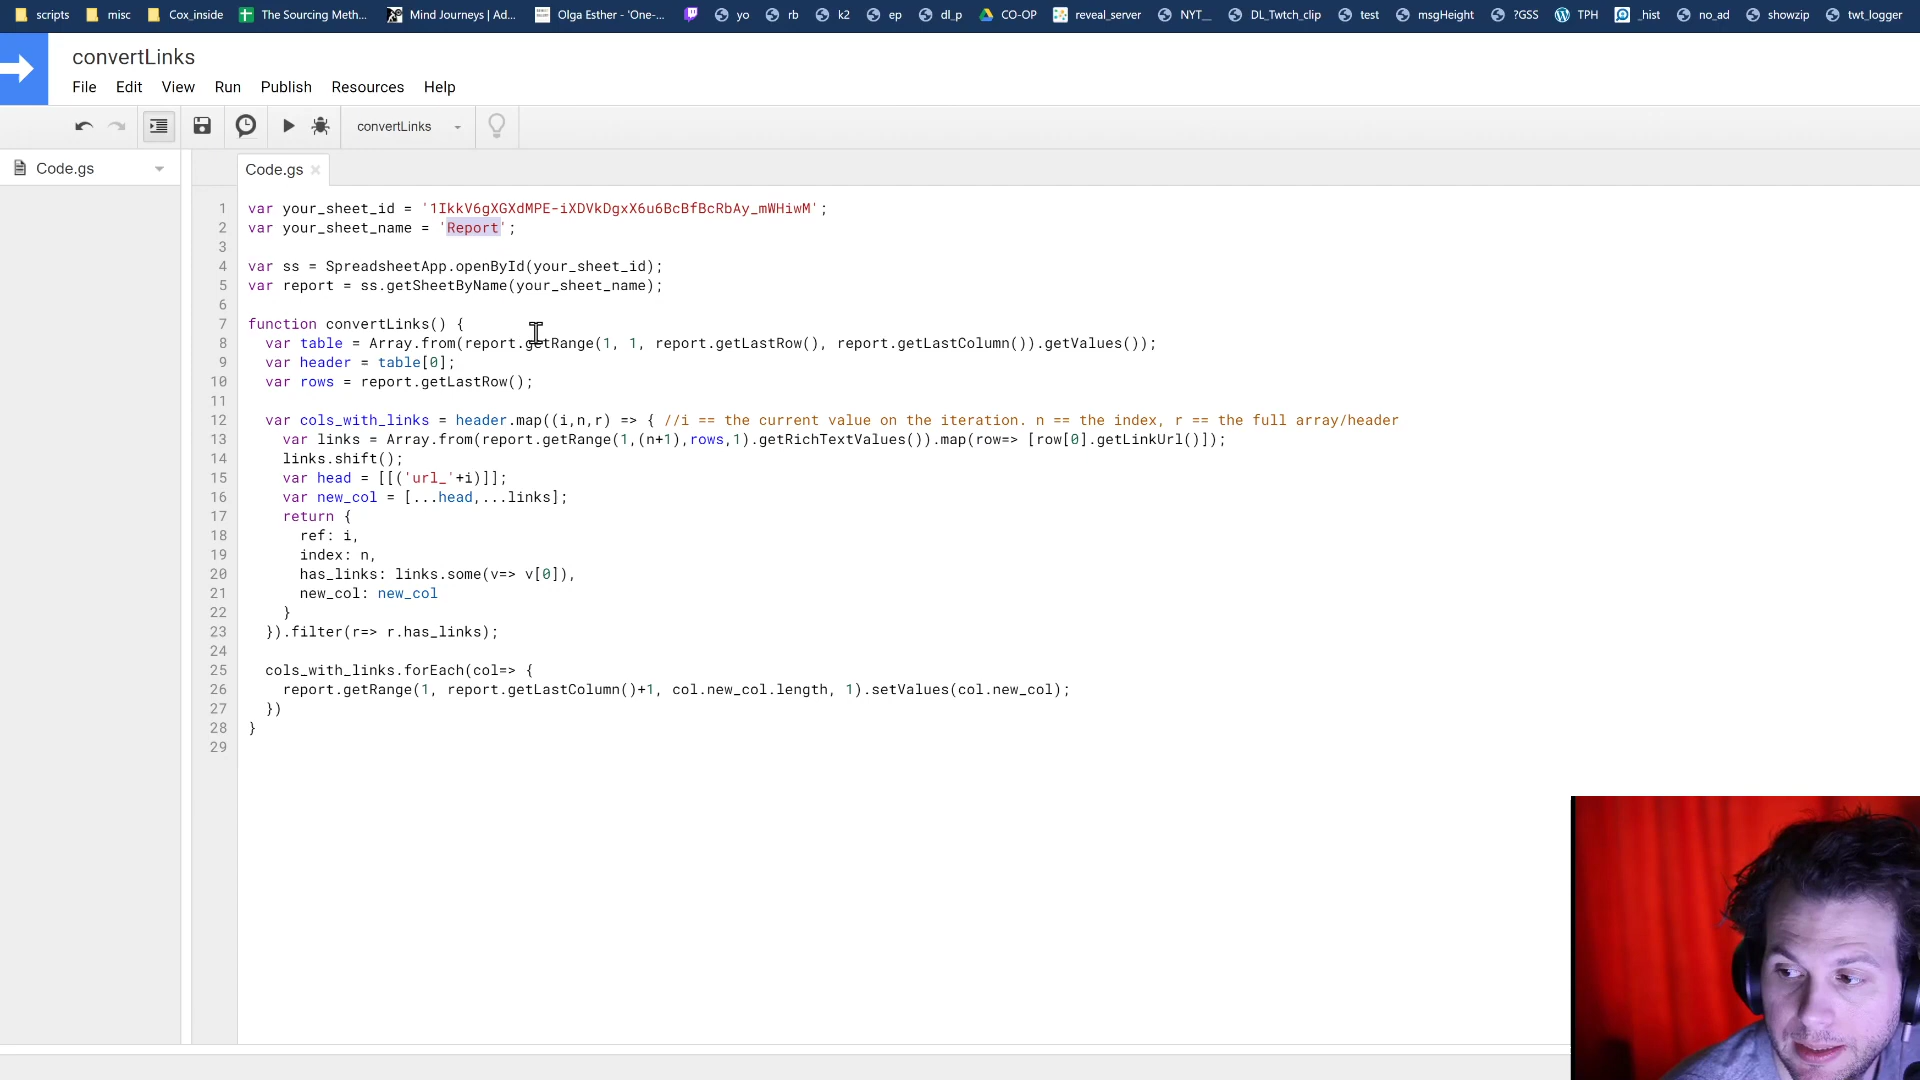 scripts misc Cox_inside The Sourcing Meth... Mind Journeys | Ad... Olga Esther - 'One-... yo rb k2 ep dl_p CO-OP reveal_server NYT__ DL_Twtch_clip test msgHeight ?GSS TPH _hist no_ad showzip twt_logger
convertLinks
File Edit View Run Publish Resources Help
convertLinks
Code.gs
Code.gs
1 var your_sheet_id = '1IkkV6gXGXdMPE-iXDVkDgxX6u6BcBfBcRbAy_mWHiwM';
2 var your_sheet_name = 'Report';
3
4 var ss = SpreadsheetApp.openById(your_sheet_id);
5 var report = ss.getSheetByName(your_sheet_name);
6
7 function convertLinks() {
8 var table = Array.from(report.getRange(1, 1, report.getLastRow(), report.getLastColumn()).getValues());
9 var header = table[0];
10 var rows = report.getLastRow();
11
12 var cols_with_links = header.map((i,n,r) => { //i == the current value on the iteration. n == the index, r == the full array/header
13 var links = Array.from(report.getRange(1,(n+1),rows,1).getRichTextValues()).map(row=> [row[0].getLinkUrl()]);
14 links.shift();
15 var head = [[('url_'+i)]];
16 var new_col = [...head,...links];
17 return {
18 ref: i,
19 index: n,
20 has_links: links.some(v=> v[0]),
21 new_col: new_col
22 }
23 }).filter(r=> r.has_links);
24
25 cols_with_links.forEach(col=> {
26 report.getRange(1, report.getLastColumn()+1, col.new_col.length, 1).setValues(col.new_col);
27 })
28 }
29